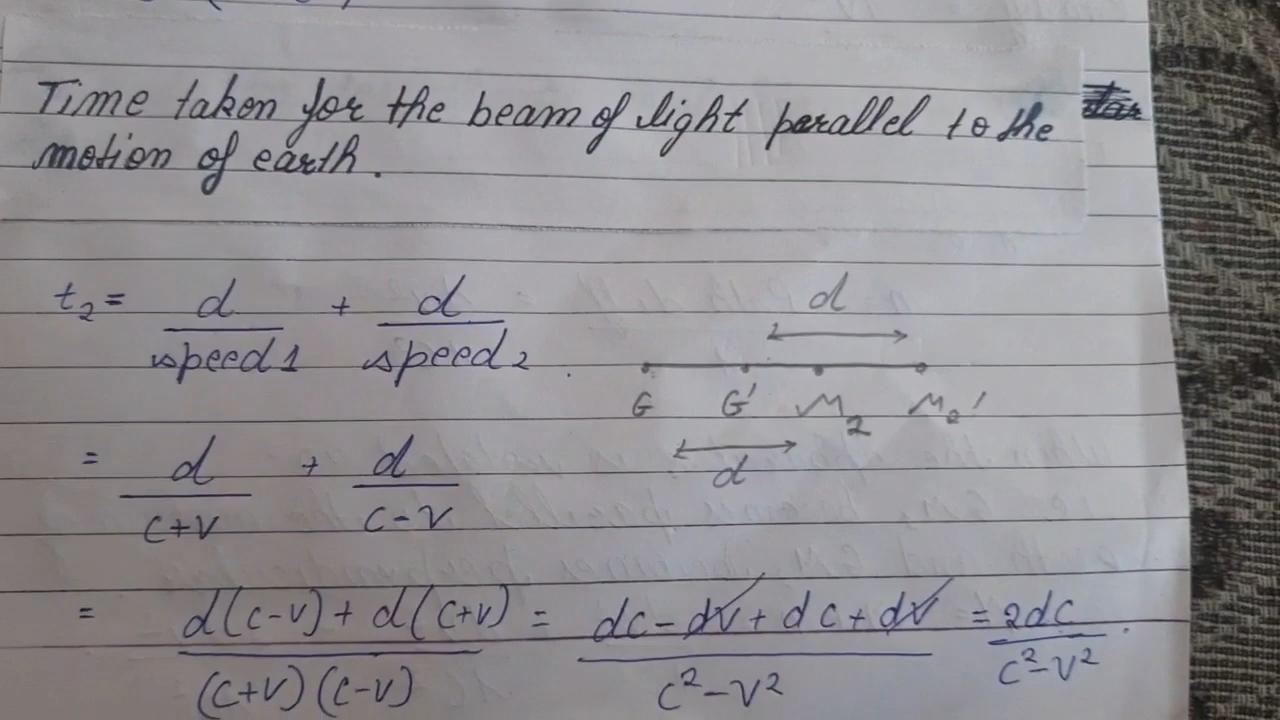 Time taken for the beam of light parallel to the
motion of earth.
t₂ = d/speed1 + d/speed2
d
G G' M₂ M₂'
d
= d/(c+v) + d/(c-v)
= (d(c-v) + d(c+v))/((c+v)(c-v)) = (dc - dv + dc + dv)/(c²-v²) = 2dc/(c²-v²).